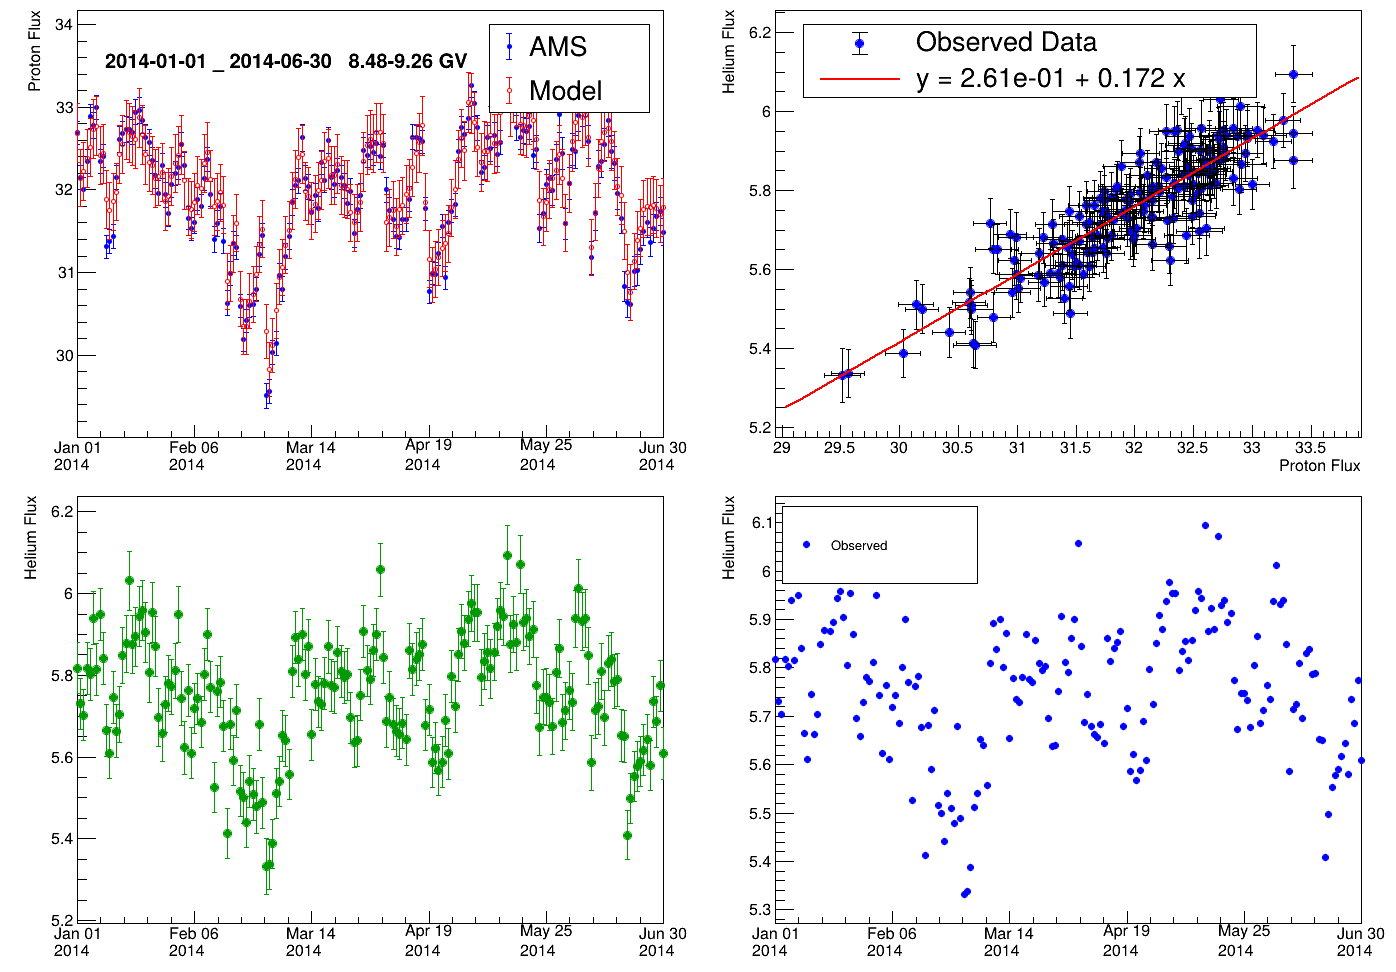 Proton Flux
34
33
32
31
30
2014-01-01 _ 2014-06-30 8.48-9.26 GV
AMS
Model
Jan 01
2014
Feb 06
2014
Mar 14
2014
Apr 19
2014
May 25
2014
Jun 30
2014
Helium Flux
6.2
6
5.8
5.6
5.4
5.2
Observed Data
y = 2.61e-01 + 0.172 x
29
29.5
30
30.5
31
31.5
32
32.5
33
33.5
Proton Flux
Helium Flux
6.2
6
5.8
5.6
5.4
5.2
Jan 01
2014
Feb 06
2014
Mar 14
2014
Apr 19
2014
May 25
2014
Jun 30
2014
Helium Flux
6.1
6
5.9
5.8
5.7
5.6
5.5
5.4
5.3
Observed
Jan 01
2014
Feb 06
2014
Mar 14
2014
Apr 19
2014
May 25
2014
Jun 30
2014